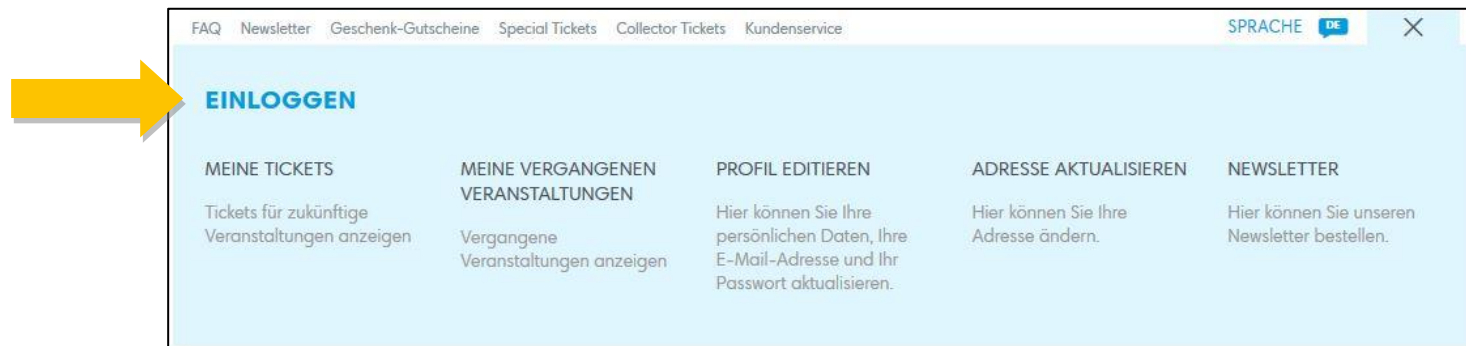 FAQ Newsletter Geschenk-Gutscheine Special Tickets Collector Tickets Kundenservice SPRACHE DE
EINLOGGEN
MEINE TICKETS
Tickets für zukünftige
Veranstaltungen anzeigen
MEINE VERGANGENEN
VERANSTALTUNGEN
Vergangene
Veranstaltungen anzeigen
PROFIL EDITIEREN
Hier können Sie Ihre
persönlichen Daten, Ihre
E-Mail-Adresse und Ihr
Passwort aktualisieren.
ADRESSE AKTUALISIEREN
Hier können Sie Ihre
Adresse ändern.
NEWSLETTER
Hier können Sie unseren
Newsletter bestellen.